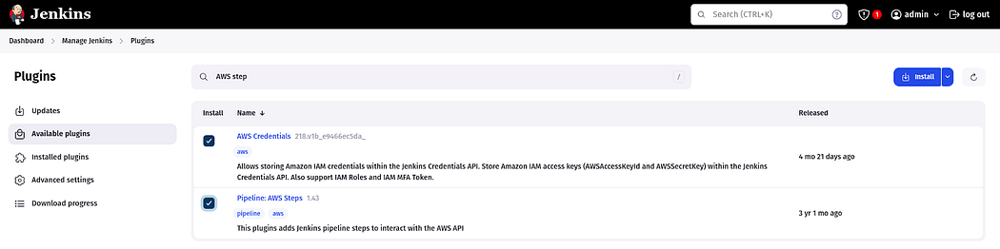 Jenkins
Search (CTRL+K)
?
1
admin
log out
Dashboard > Manage Jenkins > Plugins
Plugins
AWS step
/
Install
Updates
Available plugins
Installed plugins
Advanced settings
Download progress
Install Name ↓ Released
AWS Credentials 218.v1b_e9466ec5da_
aws
Allows storing Amazon IAM credentials within the Jenkins Credentials API. Store Amazon IAM access keys (AWSAccessKeyId and AWSSecretKey) within the Jenkins
Credentials API. Also support IAM Roles and IAM MFA Token.
4 mo 21 days ago
Pipeline: AWS Steps 1.43
pipeline aws
This plugins adds Jenkins pipeline steps to interact with the AWS API
3 yr 1 mo ago